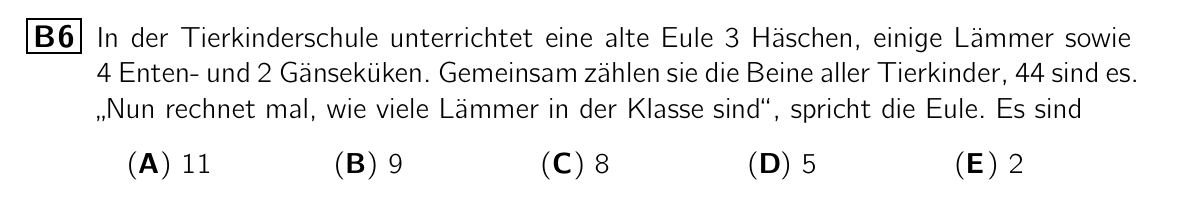 B6 In der Tierkinderschule unterrichtet eine alte Eule 3 Häschen, einige Lämmer sowie
4 Enten- und 2 Gänseküken. Gemeinsam zählen sie die Beine aller Tierkinder, 44 sind es.
„Nun rechnet mal, wie viele Lämmer in der Klasse sind“, spricht die Eule. Es sind
(A) 11 (B) 9 (C) 8 (D) 5 (E) 2